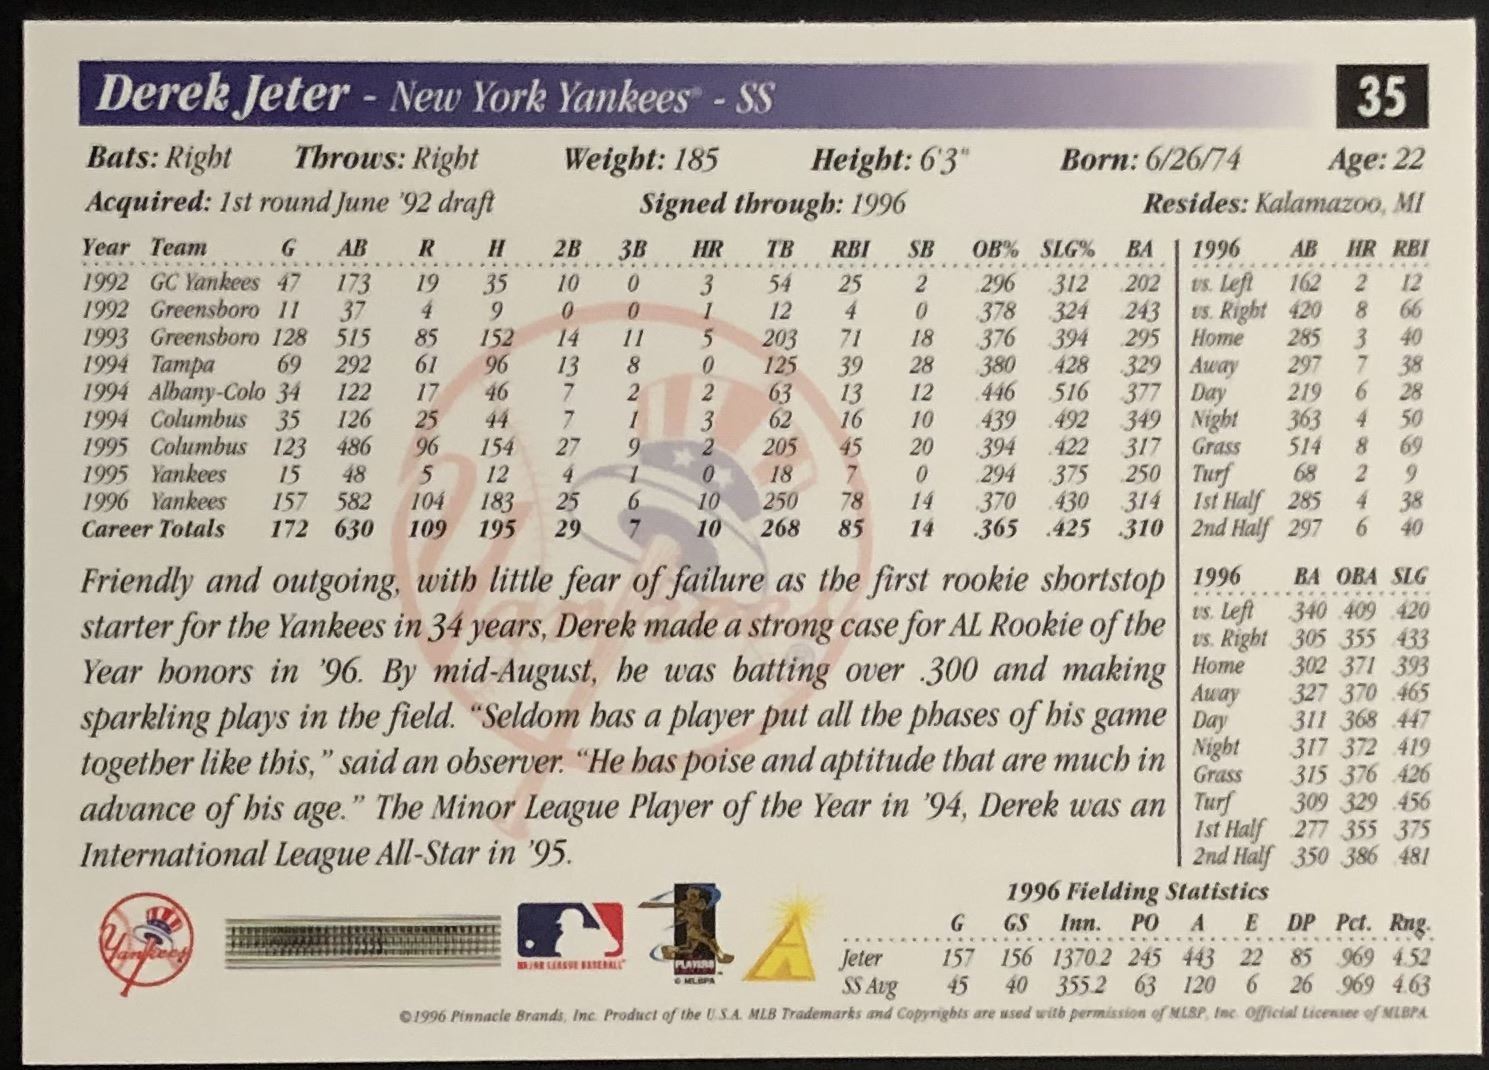 Derek Jeter - New York Yankees® - SS 35
Bats: Right Throws: Right Weight: 185 Height: 6'3" Born: 6/26/74 Age: 22
Acquired: 1st round June '92 draft Signed through: 1996 Resides: Kalamazoo, MI
Year Team G AB R H 2B 3B HR TB RBI SB OB% SLG% BA
1992 GC Yankees 47 173 19 35 10 0 3 54 25 2 .296 .312 .202
1992 Greensboro 11 37 4 9 0 0 1 12 4 0 .378 .324 .243
1993 Greensboro 128 515 85 152 14 11 5 203 71 18 .376 .394 .295
1994 Tampa 69 292 61 96 13 8 0 125 39 28 .380 .428 .329
1994 Albany-Colo 34 122 17 46 7 2 2 63 13 12 .446 .516 .377
1994 Columbus 35 126 25 44 7 1 3 62 16 10 .439 .492 .349
1995 Columbus 123 486 96 154 27 9 2 205 45 20 .394 .422 .317
1995 Yankees 15 48 5 12 4 1 0 18 7 0 .294 .375 .250
1996 Yankees 157 582 104 183 25 6 10 250 78 14 .370 .430 .314
Career Totals 172 630 109 195 29 7 10 268 85 14 .365 .425 .310
1996 AB HR RBI
vs. Left 162 2 12
vs. Right 420 8 66
Home 285 3 40
Away 297 7 38
Day 219 6 28
Night 363 4 50
Grass 514 8 69
Turf 68 2 9
1st Half 285 4 38
2nd Half 297 6 40
Friendly and outgoing, with little fear of failure as the first rookie shortstop
starter for the Yankees in 34 years, Derek made a strong case for AL Rookie of the
Year honors in '96. By mid-August, he was batting over .300 and making
sparkling plays in the field. "Seldom has a player put all the phases of his game
together like this," said an observer. "He has poise and aptitude that are much in
advance of his age." The Minor League Player of the Year in '94, Derek was an
International League All-Star in '95.
1996 BA OBA SLG
vs. Left .340 .409 .420
vs. Right .305 .355 .433
Home .302 .371 .393
Away .327 .370 .465
Day .311 .368 .447
Night .317 .372 .419
Grass .315 .376 .426
Turf .309 .329 .456
1st Half .277 .355 .375
2nd Half .350 .386 .481
Yankees
MAJOR LEAGUE BASEBALL
PLAYERS
© MLBPA
1996 Fielding Statistics
G GS Inn. PO A E DP Pct. Rng.
Jeter 157 156 1370.2 245 443 22 85 .969 4.52
SS Avg 45 40 355.2 63 120 6 26 .969 4.63
©1996 Pinnacle Brands, Inc. Product of the U.S.A. MLB Trademarks and Copyrights are used with permission of MLBP, Inc. Official Licensee of MLBPA